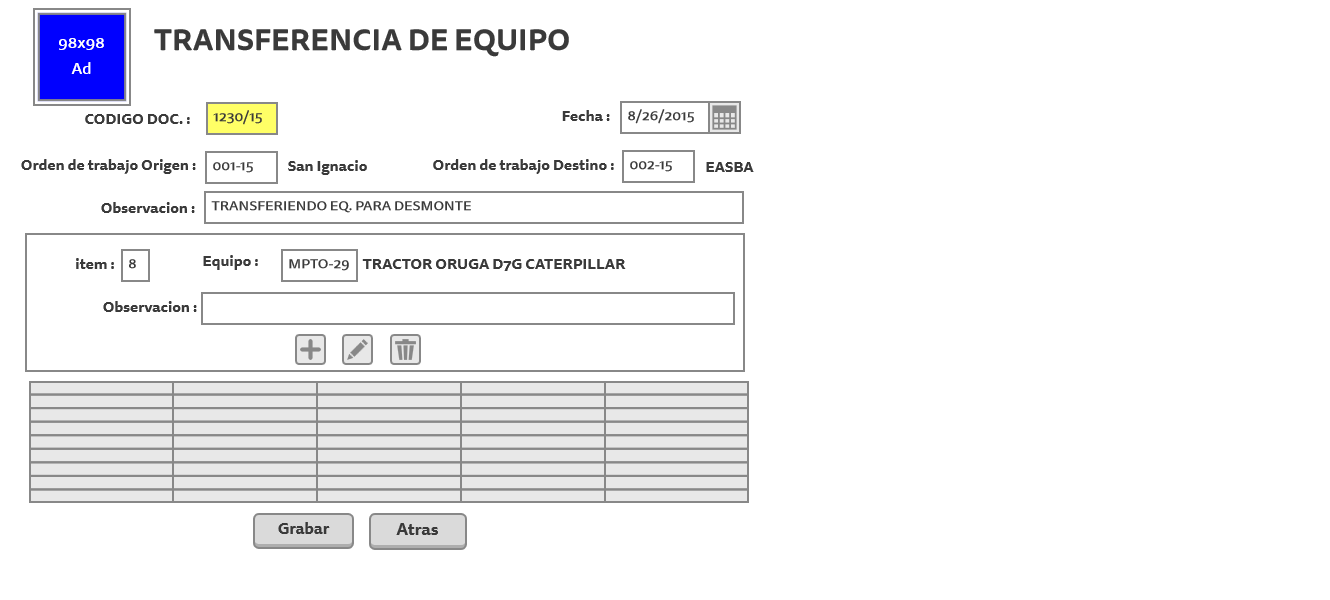 98x98
Ad
TRANSFERENCIA DE EQUIPO
CODIGO DOC. : 1230/15 Fecha : 8/26/2015
Orden de trabajo Origen : 001-15 San Ignacio Orden de trabajo Destino : 002-15 EASBA
Observacion : TRANSFERIENDO EQ. PARA DESMONTE
item : 8 Equipo : MPTO-29 TRACTOR ORUGA D7G CATERPILLAR
Observacion :
Grabar Atras